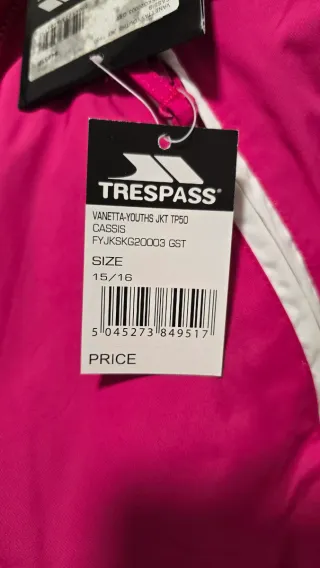 TRESPASS®
VANETTA-YOUTHS JKT TP50
CASSIS
FYJKSKG20003 GST
SIZE
15/16
5 045273 849517
PRICE